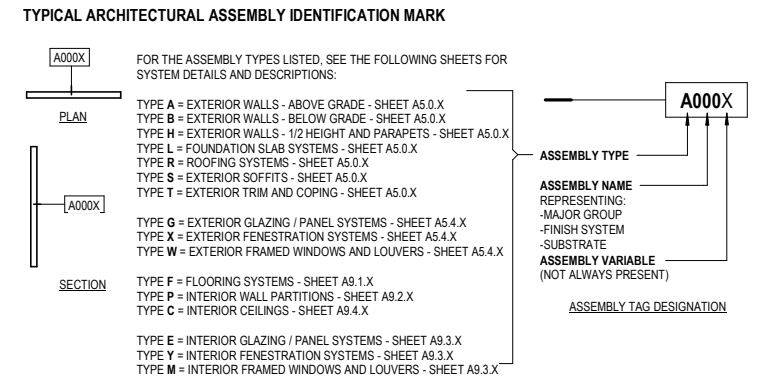 TYPICAL ARCHITECTURAL ASSEMBLY IDENTIFICATION MARK
A000X
PLAN
A000X
SECTION
FOR THE ASSEMBLY TYPES LISTED, SEE THE FOLLOWING SHEETS FOR
SYSTEM DETAILS AND DESCRIPTIONS:
TYPE A = EXTERIOR WALLS - ABOVE GRADE - SHEET A5.0.X
TYPE B = EXTERIOR WALLS - BELOW GRADE - SHEET A5.0.X
TYPE H = EXTERIOR WALLS - 1/2 HEIGHT AND PARAPETS - SHEET A5.0.X
TYPE L = FOUNDATION SLAB SYSTEMS - SHEET A5.0.X
TYPE R = ROOFING SYSTEMS - SHEET A5.0.X
TYPE S = EXTERIOR SOFFITS - SHEET A5.0.X
TYPE T = EXTERIOR TRIM AND COPING - SHEET A5.0.X
TYPE G = EXTERIOR GLAZING / PANEL SYSTEMS - SHEET A5.4.X
TYPE X = EXTERIOR FENESTRATION SYSTEMS - SHEET A5.4.X
TYPE W = EXTERIOR FRAMED WINDOWS AND LOUVERS - SHEET A5.4.X
TYPE F = FLOORING SYSTEMS - SHEET A9.1.X
TYPE P = INTERIOR WALL PARTITIONS - SHEET A9.2.X
TYPE C = INTERIOR CEILINGS - SHEET A9.4.X
TYPE E = INTERIOR GLAZING / PANEL SYSTEMS - SHEET A9.3.X
TYPE Y = INTERIOR FENESTRATION SYSTEMS - SHEET A9.3.X
TYPE M = INTERIOR FRAMED WINDOWS AND LOUVERS - SHEET A9.3.X
A000X
ASSEMBLY TYPE
ASSEMBLY NAME
REPRESENTING:
-MAJOR GROUP
-FINISH SYSTEM
-SUBSTRATE
ASSEMBLY VARIABLE
(NOT ALWAYS PRESENT)
ASSEMBLY TAG DESIGNATION